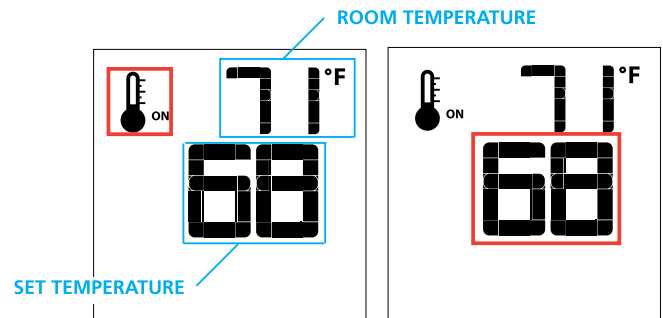 ROOM TEMPERATURE
71°F
ON
68
SET TEMPERATURE
71°F
ON
68